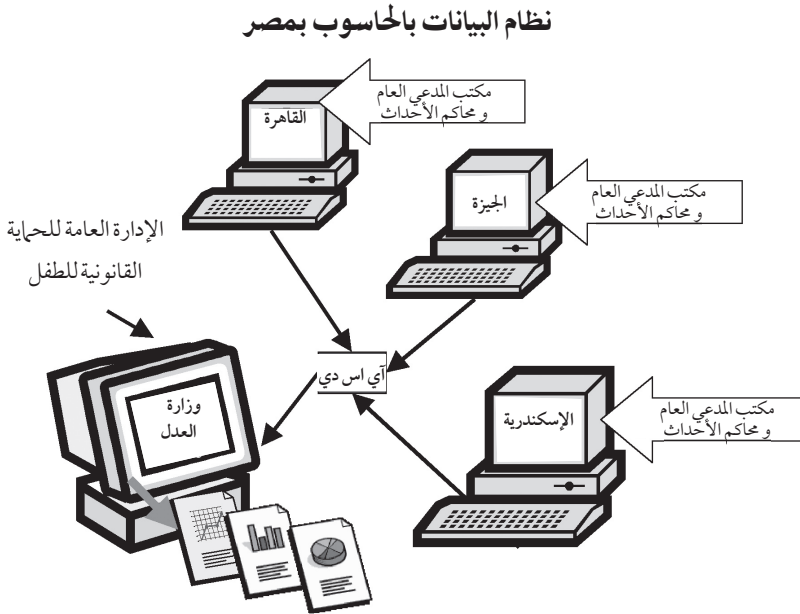 نظام البيانات بالحاسوب بمصر
مكتب المدعي العام
و محاكم الأحداث
القاهرة
مكتب المدعي العام
و محاكم الأحداث
الجيزة
الإدارة العامة للحماية
القانونية للطفل
آي اس دي
وزارة
العدل
مكتب المدعي العام
و محاكم الأحداث
الإسكندرية